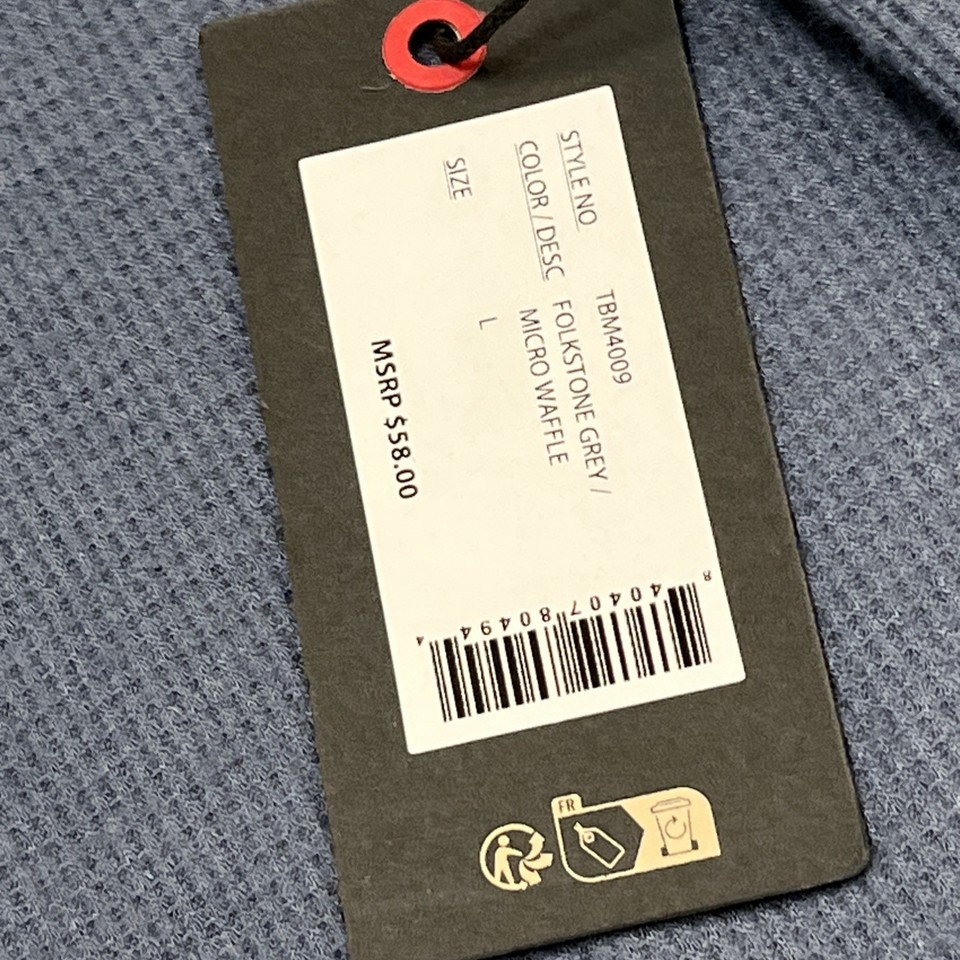 STYLE NO TBM4009
COLOR / DESC FOLKSTONE GREY /
MICRO WAFFLE
SIZE L
MSRP $58.00
8 40407 80494 4
FR